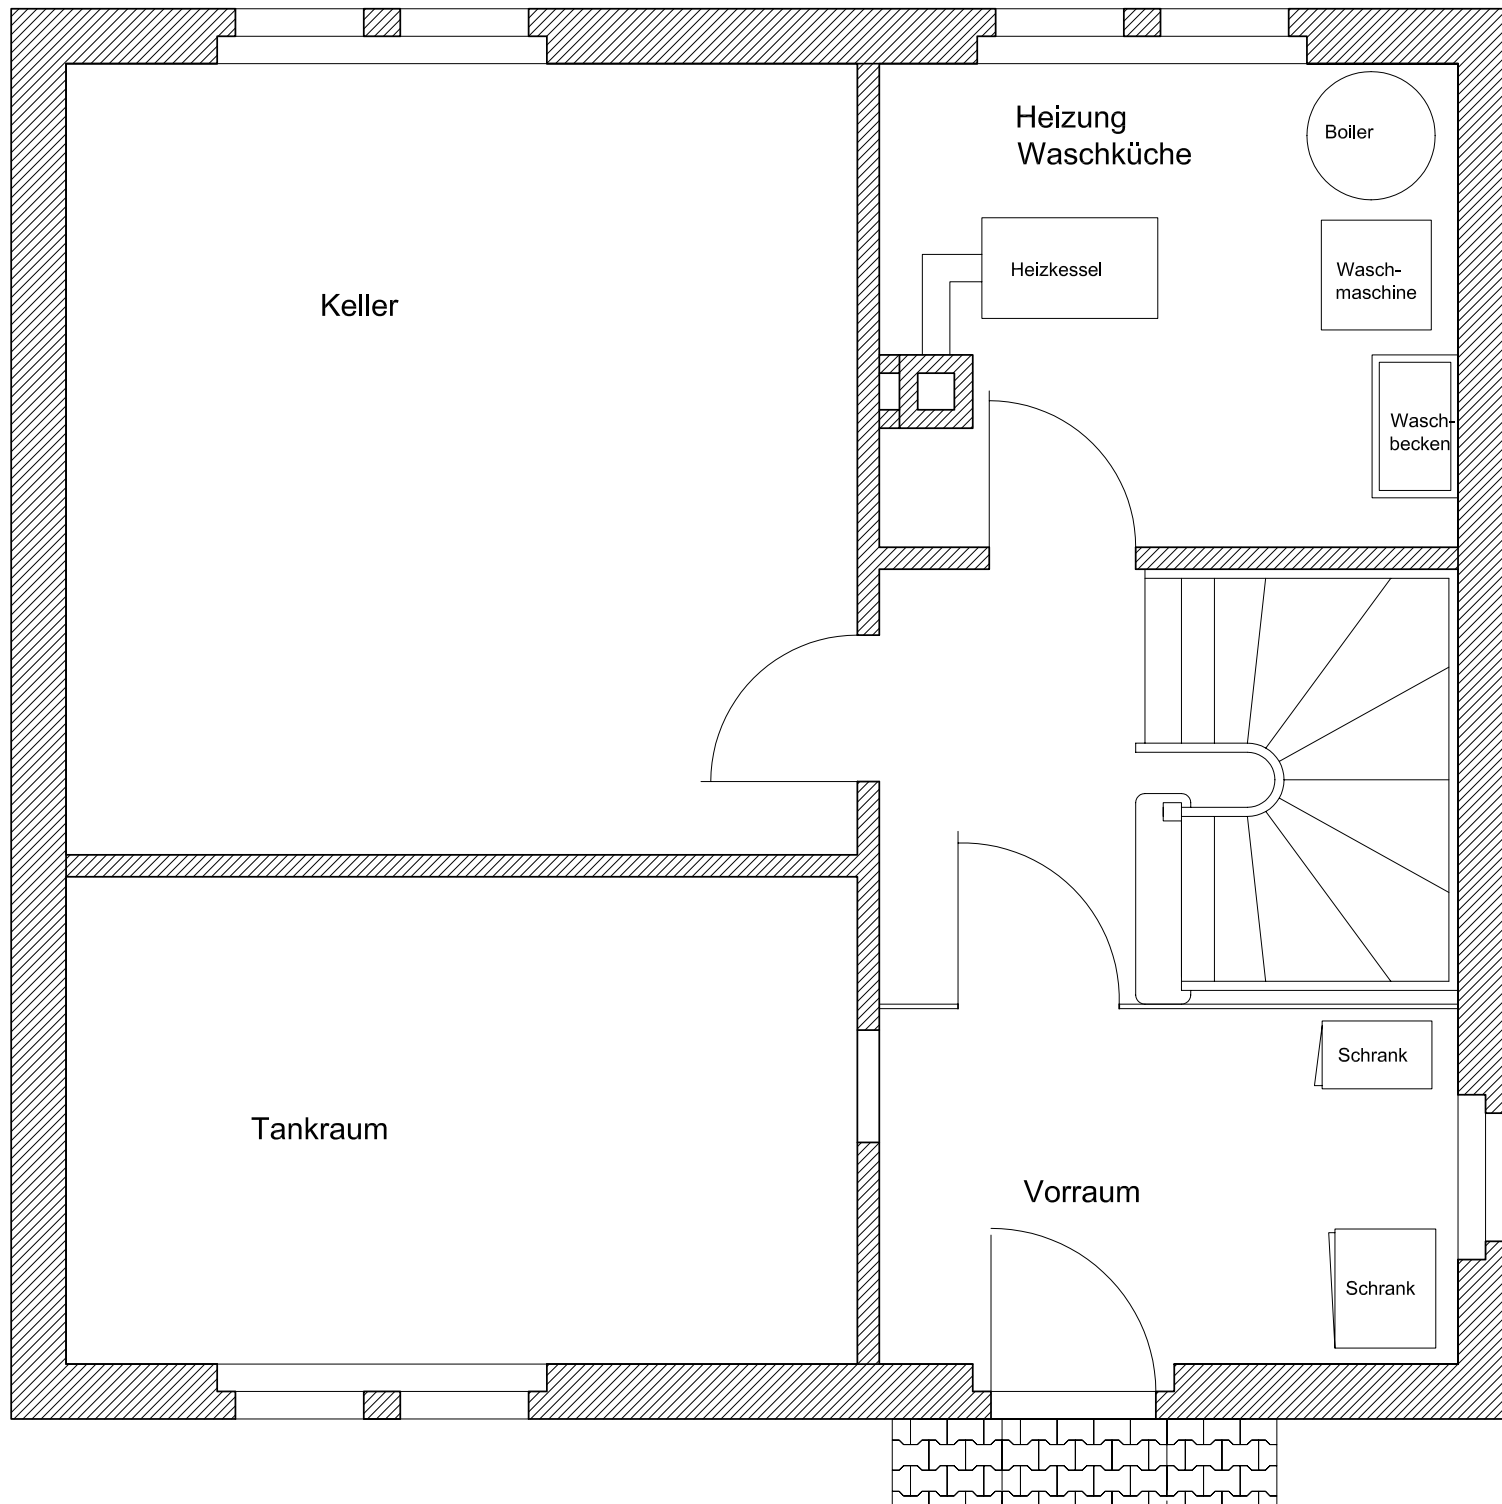 Heizung
Waschküche
Boiler
Heizkessel
Wasch-
maschine
Keller
Wasch-
becken
Schrank
Tankraum
Vorraum
Schrank